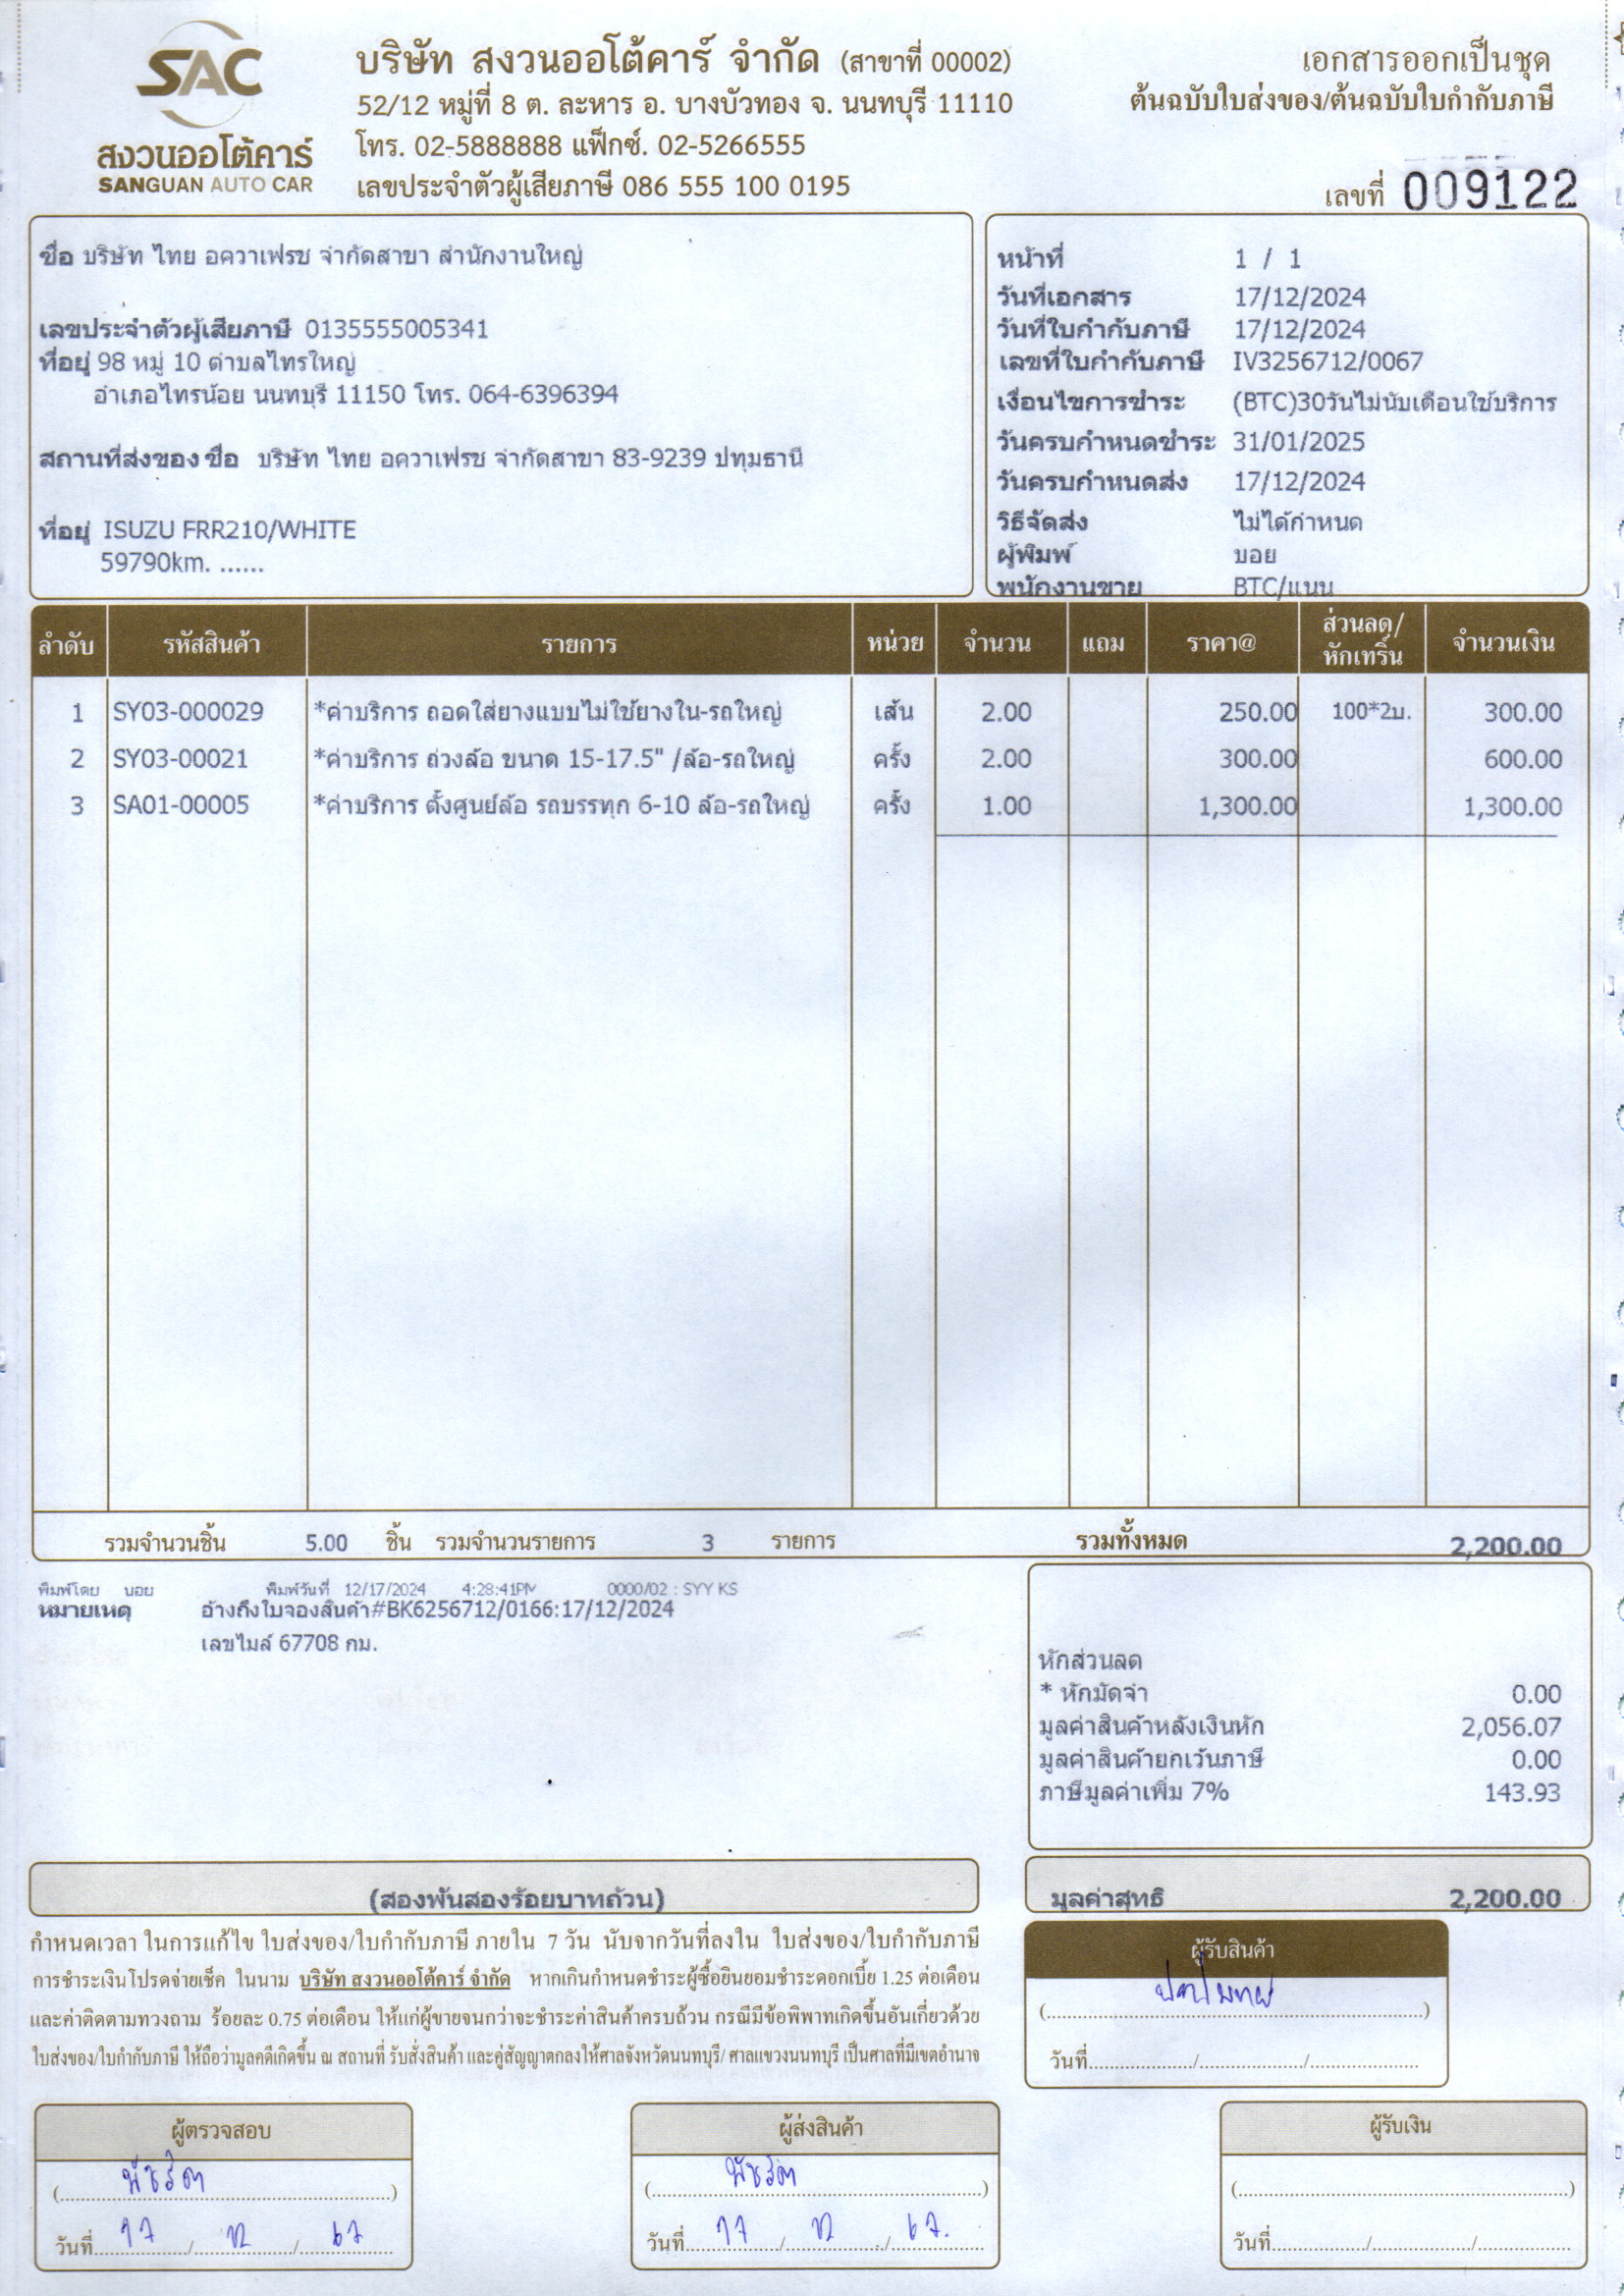 SAC
สงวนออโต้คาร์
SANGUAN AUTO CAR
บริษัท สงวนออโต้คาร์ จำกัด (สาขาที่ 00002)
52/12 หมู่ที่ 8 ต. ละหาร อ. บางบัวทอง จ. นนทบุรี 11110
โทร. 02-5888888 แฟ็กซ์. 02-5266555
เลขประจำตัวผู้เสียภาษี 086 555 100 0195
เอกสารออกเป็นชุด
ต้นฉบับใบส่งของ/ต้นฉบับใบกำกับภาษี
เลขที่ 009122
ชื่อ บริษัท ไทย อควาเฟรช จำกัดสาขา สำนักงานใหญ่
เลขประจำตัวผู้เสียภาษี 0135555005341
ที่อยู่ 98 หมู่ 10 ตำบลไทรใหญ่
อำเภอไทรน้อย นนทบุรี 11150 โทร. 064-6396394
สถานที่ส่งของ ชื่อ บริษัท ไทย อควาเฟรช จำกัดสาขา 83-9239 ปทุมธานี
ที่อยู่ ISUZU FRR210/WHITE
59790km. ......
หน้าที่ 1 / 1
วันที่เอกสาร 17/12/2024
วันที่ใบกำกับภาษี 17/12/2024
เลขที่ใบกำกับภาษี IV3256712/0067
เงื่อนไขการชำระ (BTC)30วันไม่นับเดือนใช้บริการ
วันครบกำหนดชำระ 31/01/2025
วันครบกำหนดส่ง 17/12/2024
วิธีจัดส่ง ไม่ได้กำหนด
ผู้พิมพ์ บอย
พนักงานขาย BTC/แนน
ลำดับ รหัสสินค้า รายการ หน่วย จำนวน แถม ราคา@ ส่วนลด/หักเทริ์น จำนวนเงิน
1 SY03-000029 *ค่าบริการ ถอดใส่ยางแบบไม่ใช้ยางใน-รถใหญ่ เส้น 2.00 250.00 100*2บ. 300.00
2 SY03-00021 *ค่าบริการ ถ่วงล้อ ขนาด 15-17.5" /ล้อ-รถใหญ่ ครั้ง 2.00 300.00 600.00
3 SA01-00005 *ค่าบริการ ตั้งศูนย์ล้อ รถบรรทุก 6-10 ล้อ-รถใหญ่ ครั้ง 1.00 1,300.00 1,300.00
รวมจำนวนชิ้น 5.00 ชิ้น รวมจำนวนรายการ 3 รายการ รวมทั้งหมด 2,200.00
พิมพ์โดย บอย พิมพ์วันที่ 12/17/2024 4:28:41PM 0000/02 : SYY KS
หมายเหตุ อ้างถึงใบจองสินค้า#BK6256712/0166:17/12/2024
เลขไมล์ 67708 กม.
หักส่วนลด
* หักมัดจำ 0.00
มูลค่าสินค้าหลังเงินหัก 2,056.07
มูลค่าสินค้ายกเว้นภาษี 0.00
ภาษีมูลค่าเพิ่ม 7% 143.93
(สองพันสองร้อยบาทถ้วน)
มูลค่าสุทธิ 2,200.00
กำหนดเวลา ในการแก้ไข ใบส่งของ/ใบกำกับภาษี ภายใน 7 วัน นับจากวันที่ลงใน ใบส่งของ/ใบกำกับภาษี
การชำระเงินโปรดจ่ายเช็ค ในนาม บริษัท สงวนออโต้คาร์ จำกัด หากเกินกำหนดชำระผู้ซื้อยินยอมชำระดอกเบี้ย 1.25 ต่อเดือน
และค่าติดตามทวงถาม ร้อยละ 0.75 ต่อเดือน ให้แก่ผู้ขายจนกว่าจะชำระค่าสินค้าครบถ้วน กรณีมีข้อพิพาทเกิดขึ้นอันเกี่ยวด้วย
ใบส่งของ/ใบกำกับภาษี ให้ถือว่ามูลคดีเกิดขึ้น ณ สถานที่ รับสั่งสินค้า และคู่สัญญาตกลงให้ศาลจังหวัดนนทบุรี/ ศาลแขวงนนทบุรี เป็นศาลที่มีเขตอำนาจ
ผู้รับสินค้า
วันที่
ผู้ตรวจสอบ
พัชรีดา
วันที่ 17 / 12 / 67
ผู้ส่งสินค้า
พัชรีดา
วันที่ 17 / 12 / 67.
ผู้รับเงิน
วันที่